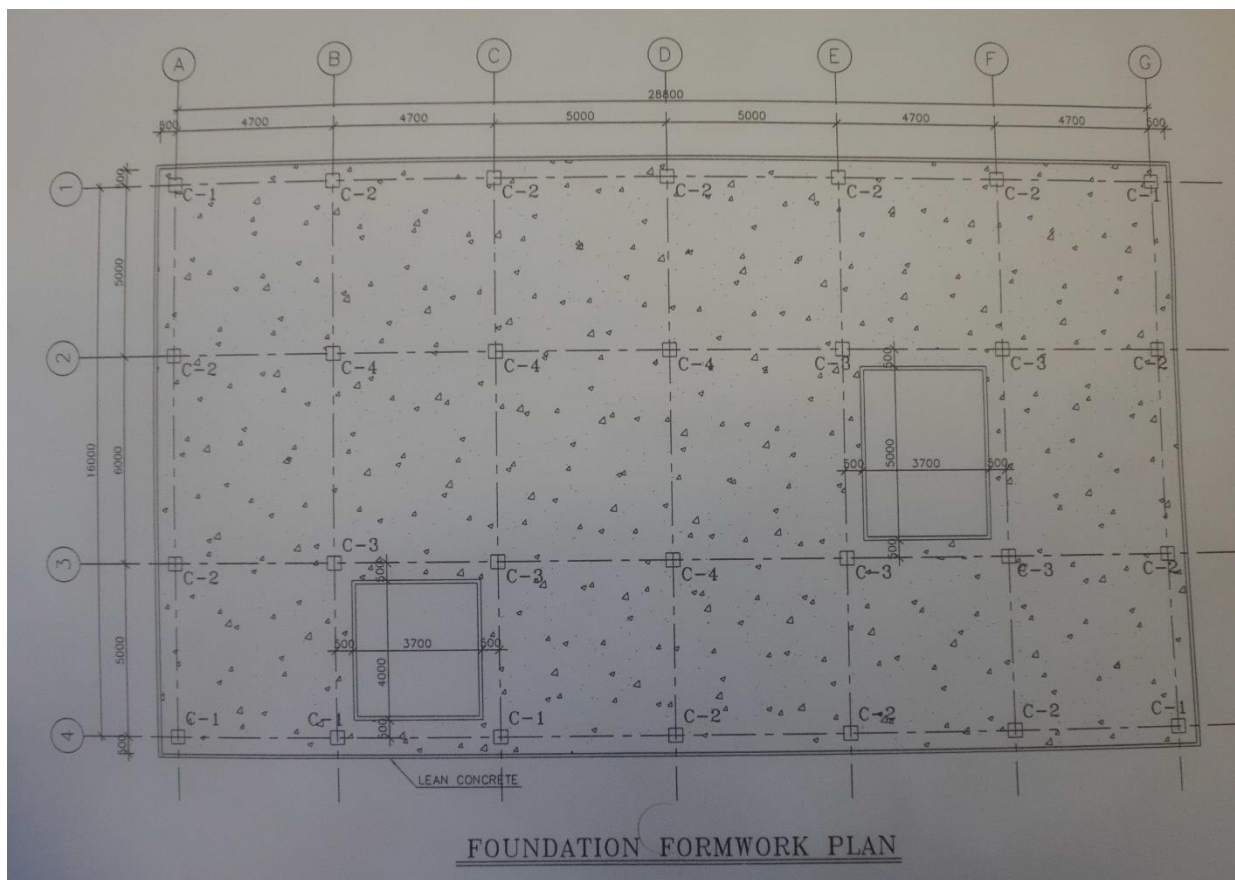 A B C D E F G
28800
500 4700 4700 5000 5000 4700 4700 500
500
1
C-1 C-2 C-2 C-2 C-2 C-2 C-1
5000
2
C-2 C-4 C-4 C-4 C-3 500 C-3 C-2
16000
6000
500 5000 3700 500
C-3
500
3
C-2 500 C-3 C-4 C-3 C-3 C-2
5000
500 3700 500
4000
C-1 C-1 500 C-1 C-2 C-2 C-2 C-1
4
500
LEAN CONCRETE
FOUNDATION FORMWORK PLAN